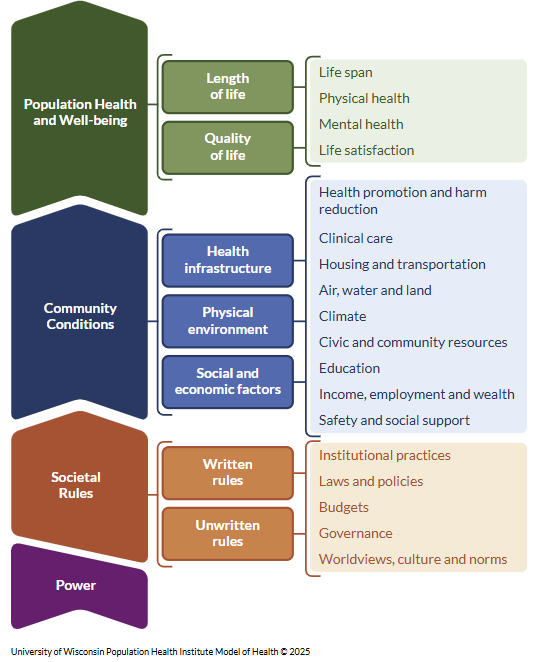 Population Health
and Well-being
Length
of life
Quality
of life
Life span
Physical health
Mental health
Life satisfaction
Community
Conditions
Health
infrastructure
Physical
environment
Social and
economic factors
Health promotion and harm
reduction
Clinical care
Housing and transportation
Air, water and land
Climate
Civic and community resources
Education
Income, employment and wealth
Safety and social support
Societal
Rules
Written
rules
Unwritten
rules
Institutional practices
Laws and policies
Budgets
Governance
Worldviews, culture and norms
Power
University of Wisconsin Population Health Institute Model of Health © 2025